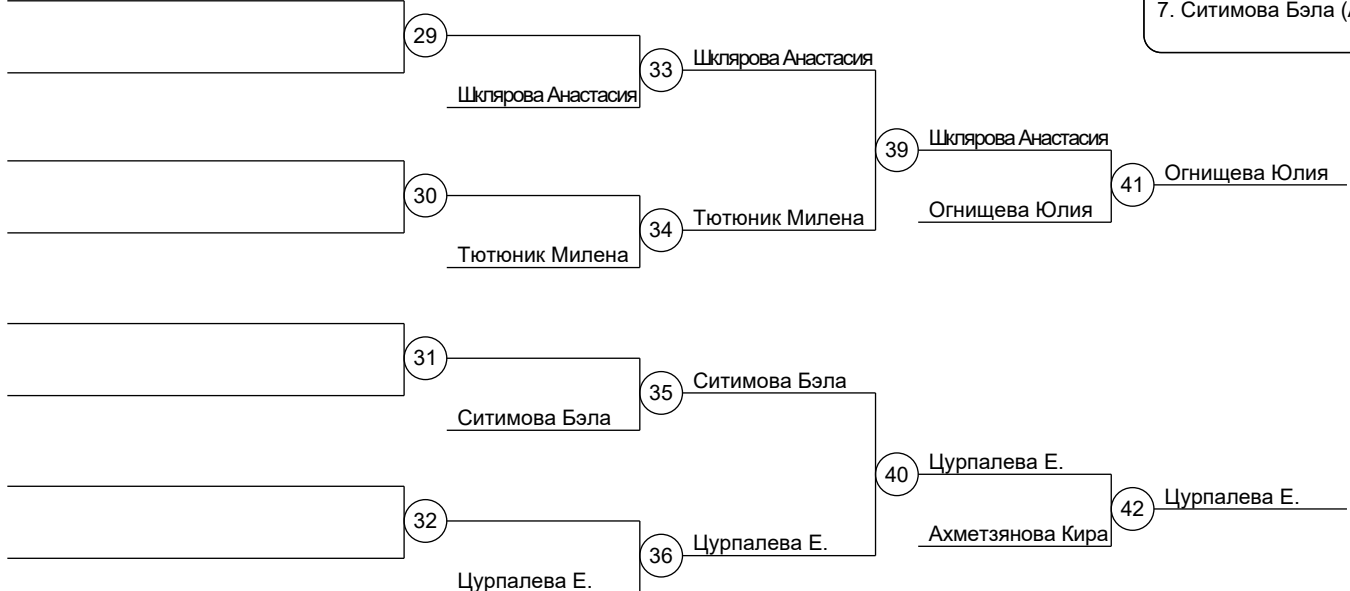 7. Ситимова Бэла (
29
33
Шклярова Анастасия
Шклярова Анастасия
39
Шклярова Анастасия
41
Огнищева Юлия
30
34
Тютюник Милена
Огнищева Юлия
Тютюник Милена
31
35
Ситимова Бэла
Ситимова Бэла
40
Цурпалева Е.
42
Цурпалева Е.
32
36
Цурпалева Е.
Ахметзянова Кира
Цурпалева Е.